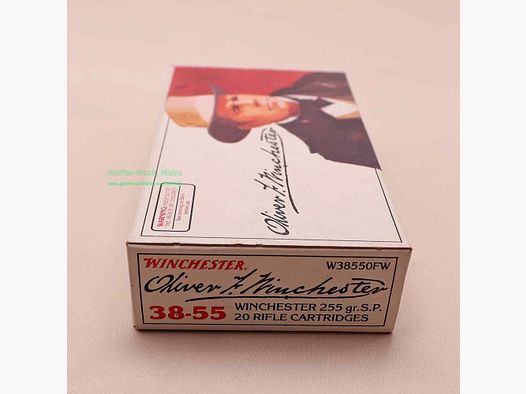 Oliver F. Winchester
WINCHESTER
W38550FW
Oliver F. Winchester
38-55
WINCHESTER 255 gr.S.P.
20 RIFLE CARTRIDGES